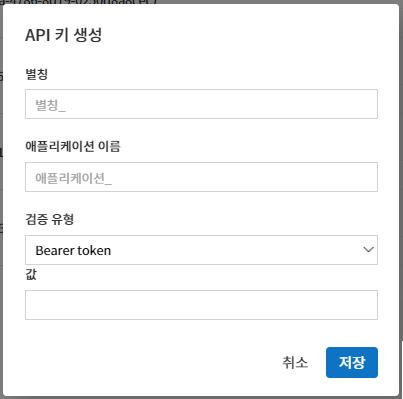 API 키 생성
별칭
별칭_
애플리케이션 이름
애플리케이션_
검증 유형
Bearer token
값
취소 저장